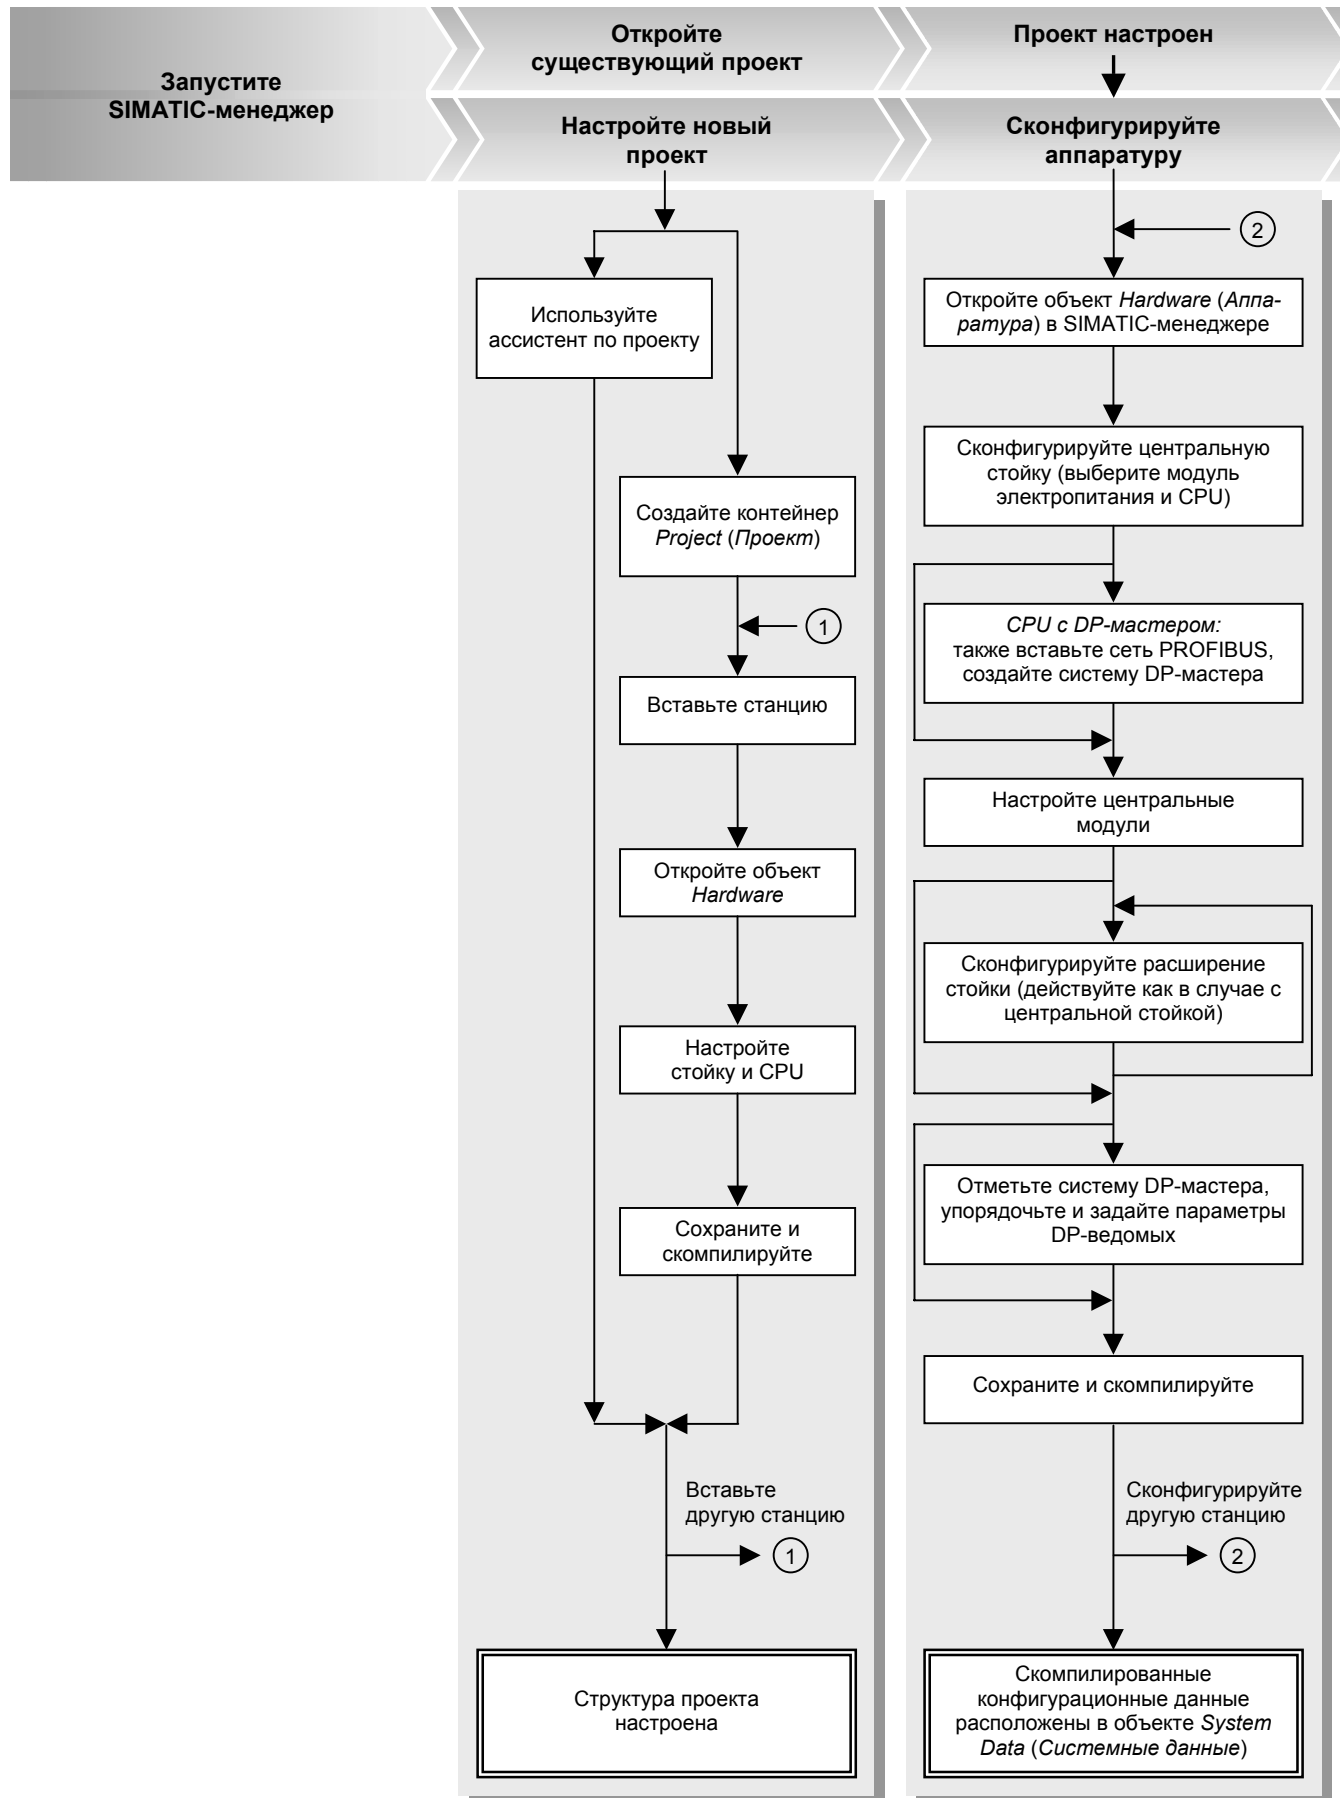 Запустите
SIMATIC-менеджер
Откройте
существующий проект
Настройте новый
проект
Проект настроен
Сконфигурируйте
аппаратуру
Используйте
ассистент по проекту
Создайте контейнер
Project (Проект)
1
Вставьте станцию
Откройте объект
Hardware
Настройте
стойку и CPU
Сохраните и
скомпилируйте
Вставьте
другую станцию
1
Структура проекта
настроена
2
Откройте объект Hardware (Аппа-
ратура) в SIMATIC-менеджере
Сконфигурируйте центральную
стойку (выберите модуль
электропитания и CPU)
CPU с DP-мастером:
также вставьте сеть PROFIBUS,
создайте систему DP-мастера
Настройте центральные
модули
Сконфигурируйте расширение
стойки (действуйте как в случае с
центральной стойкой)
Отметьте систему DP-мастера,
упорядочьте и задайте параметры
DP-ведомых
Сохраните и скомпилируйте
Сконфигурируйте
другую станцию
2
Скомпилированные
конфигурационные данные
расположены в объекте System
Data (Системные данные)